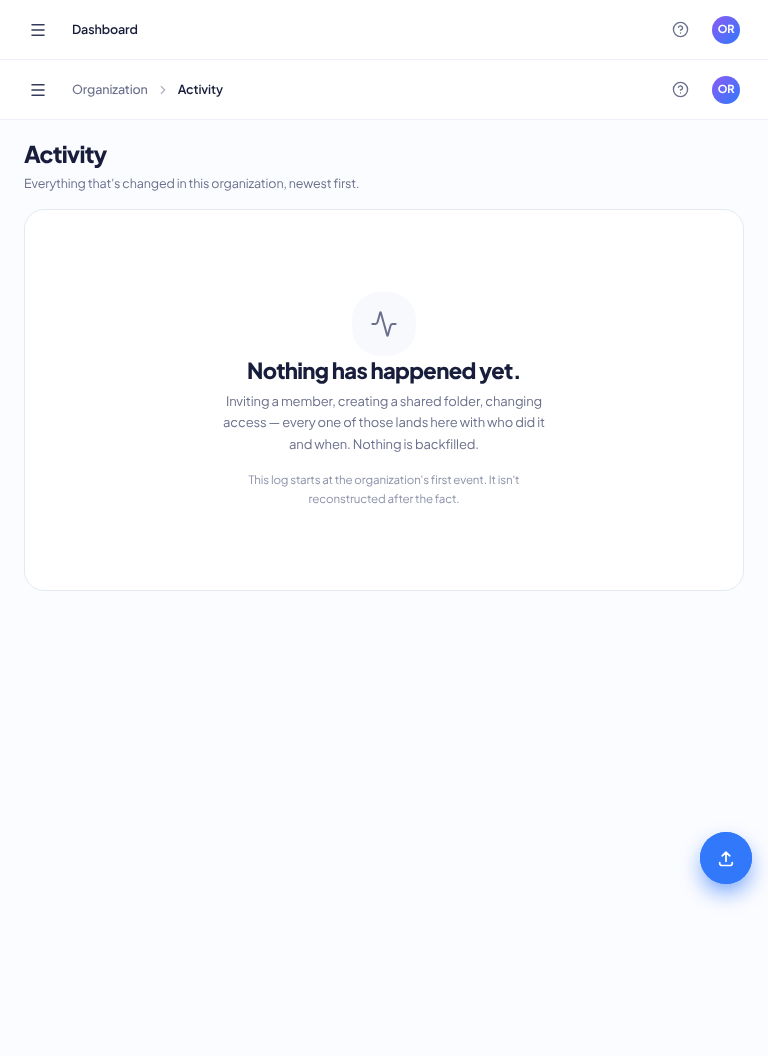 Dashboard
OR
Organization > Activity
OR
Activity
Everything that's changed in this organization, newest first.
Nothing has happened yet.
Inviting a member, creating a shared folder, changing
access — every one of those lands here with who did it
and when. Nothing is backfilled.
This log starts at the organization's first event. It isn't
reconstructed after the fact.